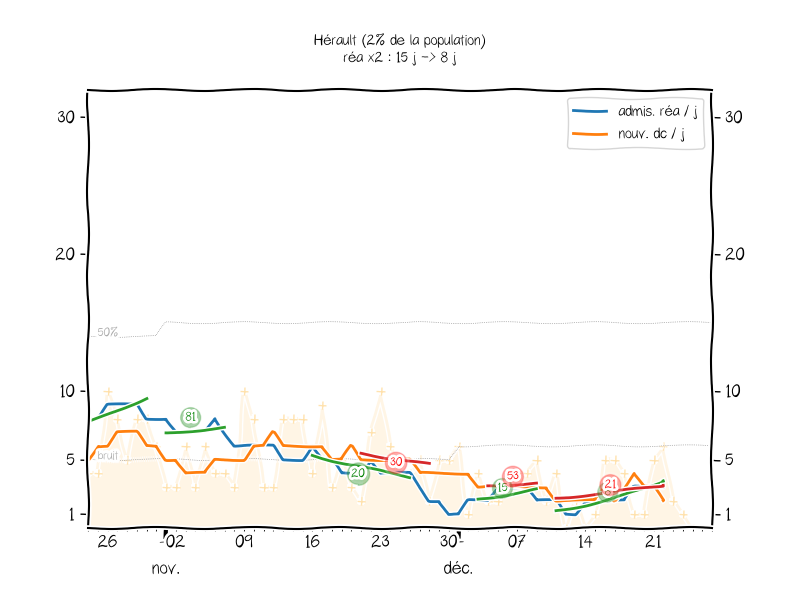 Hérault (2% de la population)
réa x2 : 15 j -> 8 j
admis. réa / j
nouv. dc / j
30 30
20 20
50%
10 10
81
bruit
5 5
30
20
53
15
21
1 1
26 02 09 16 23 30 07 14 21
nov. déc.